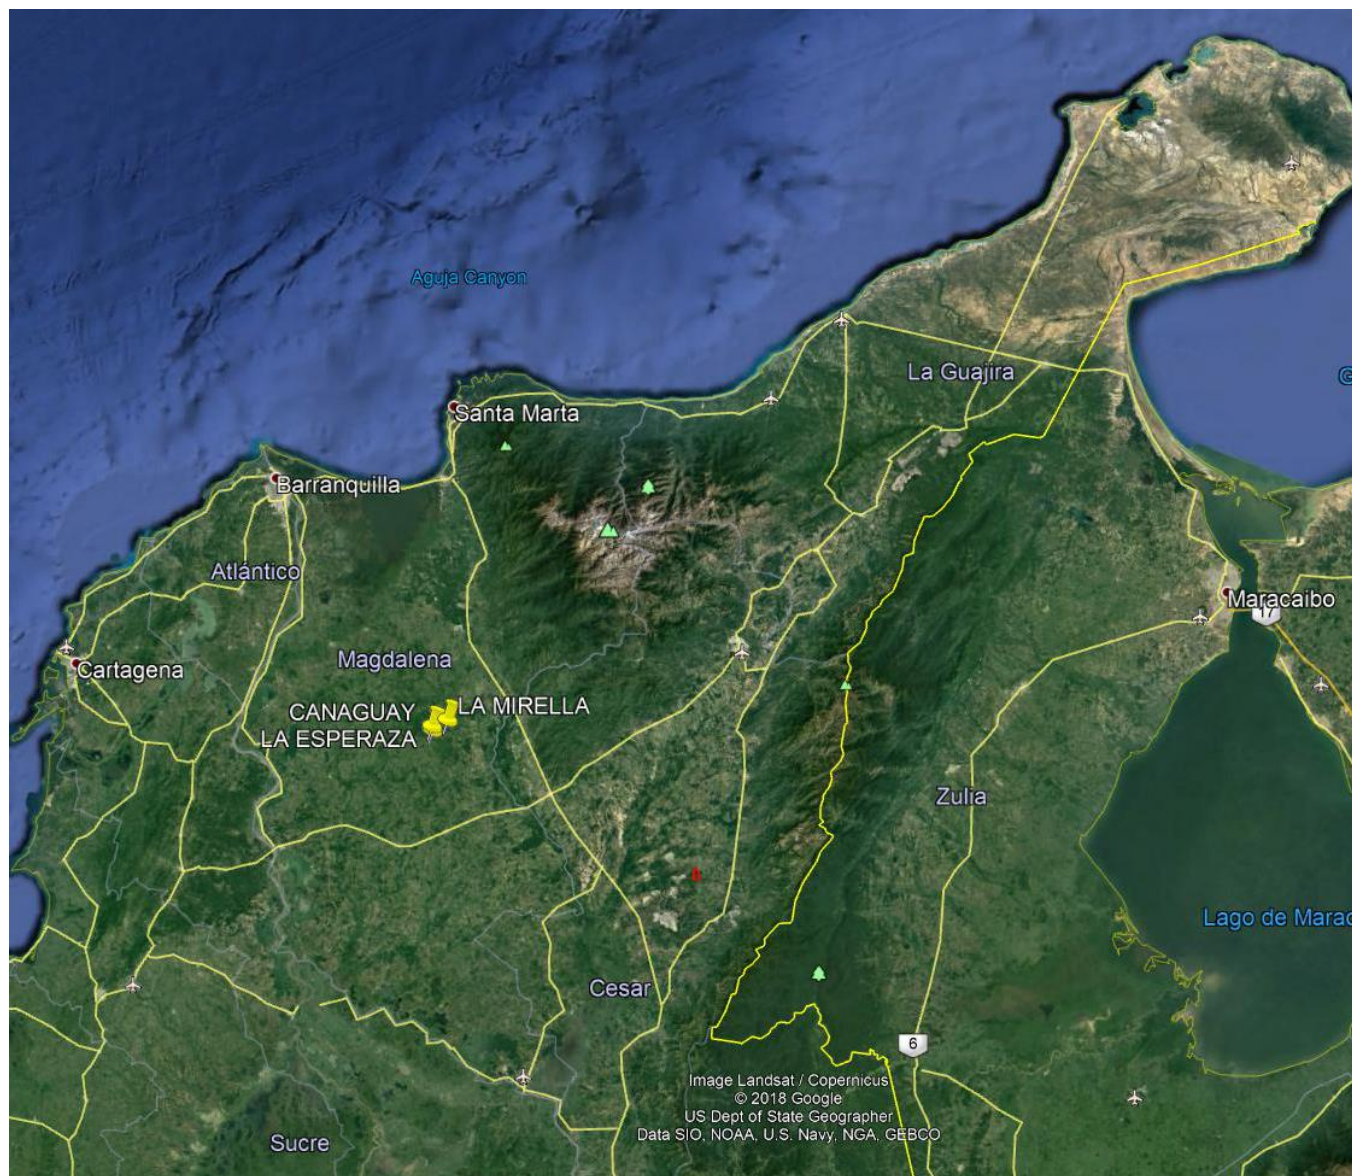 Aguja Canyon
La Guajira
G
Santa Marta
Barranquilla
Atlántico
Maracaibo
17
Magdalena
Cartagena
CANAGUAY
LA MIRELLA
LA ESPERAZA
Zulia
Lago de Marac
Cesar
6
Image Landsat / Copernicus
© 2018 Google
US Dept of State Geographer
Data SIO, NOAA, U.S. Navy, NGA, GEBCO
Sucre